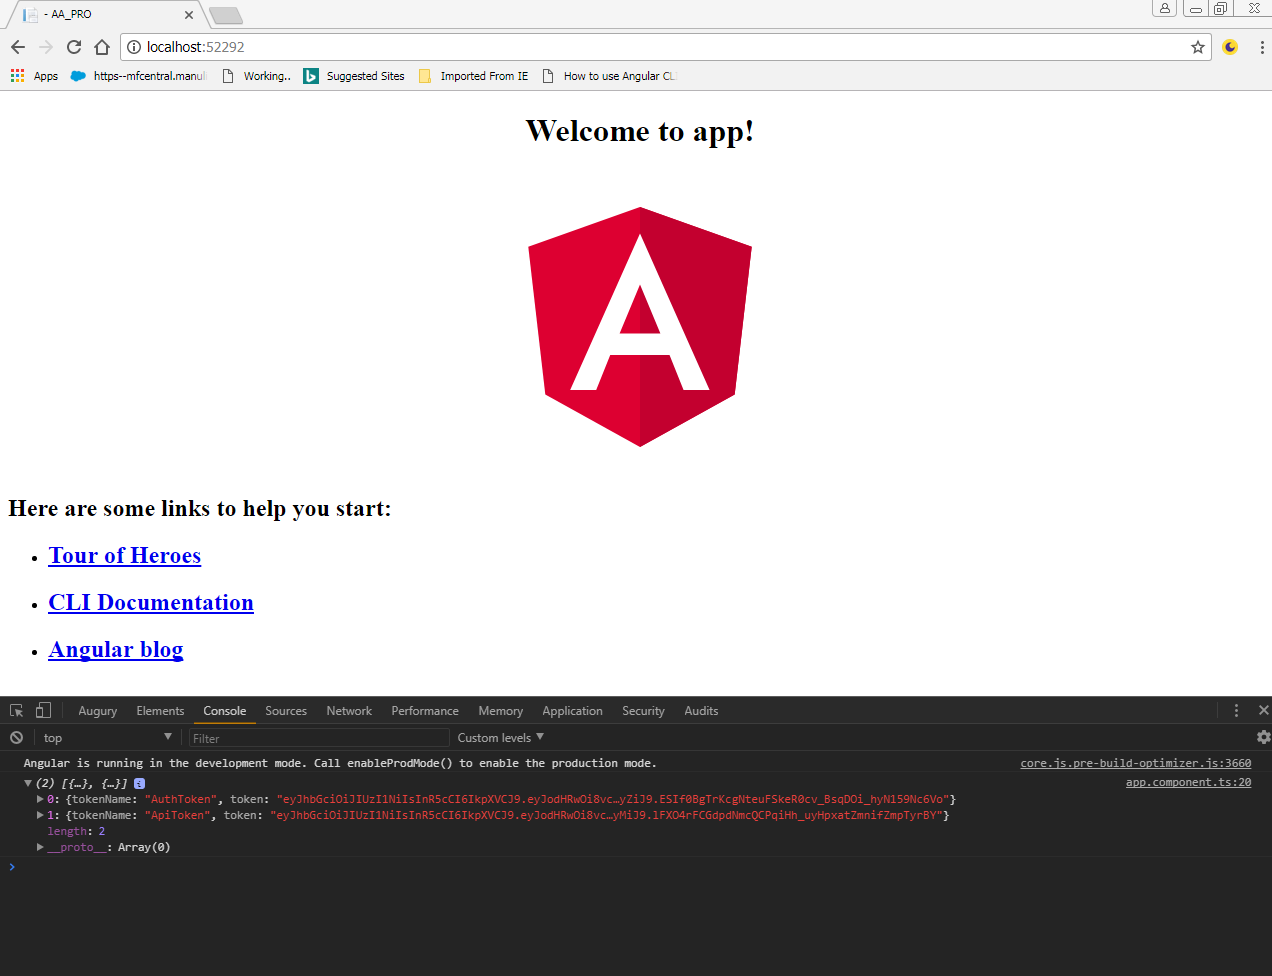 - AA_PRO
localhost:52292
Apps https--mfcentral.manuli Working.. Suggested Sites Imported From IE How to use Angular CLI
Welcome to app!
Here are some links to help you start:
Tour of Heroes
CLI Documentation
Angular blog
Augury Elements Console Sources Network Performance Memory Application Security Audits
top Filter Custom levels
Angular is running in the development mode. Call enableProdMode() to enable the production mode. core.js.pre-build-optimizer.js:3660
(2) [{…}, {…}] app.component.ts:20
0: {tokenName: "AuthToken", token: "eyJhbGciOiJIUzI1NiIsInR5cCI6IkpXVCJ9.eyJodHRwOi8vc…yZiJ9.ESIf0BgTrKcgNteuFSkeR0cv_BsqDOi_hyN159Nc6Vo"}
1: {tokenName: "ApiToken", token: "eyJhbGciOiJIUzI1NiIsInR5cCI6IkpXVCJ9.eyJodHRwOi8vc…yMiJ9.lFXO4rFCGdpdNmcQCPqiHh_uyHpxatZmnifZmpTyrBY"}
length: 2
__proto__: Array(0)